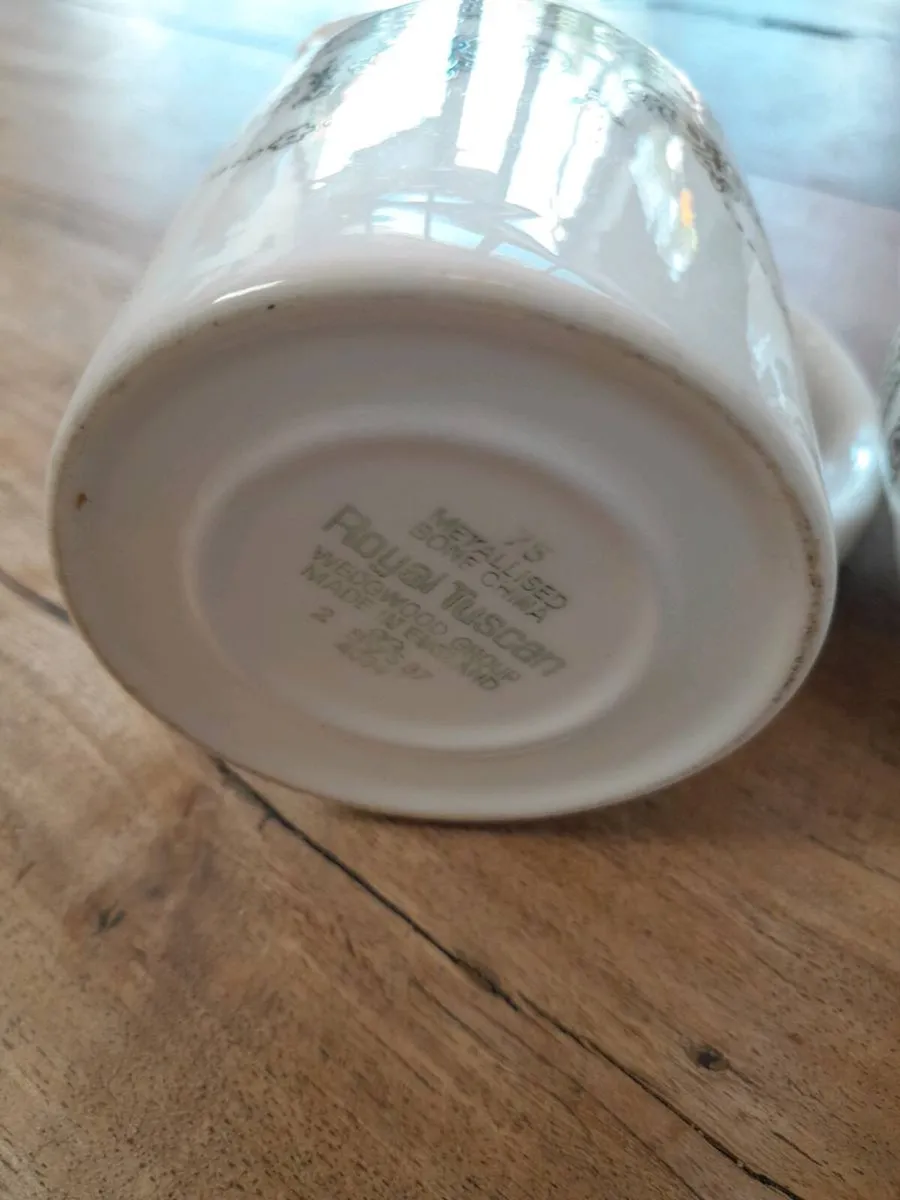 75
METALLISED
BONE CHINA
Royal Tuscan
WEDGWOOD GROUP
MADE IN ENGLAND
2